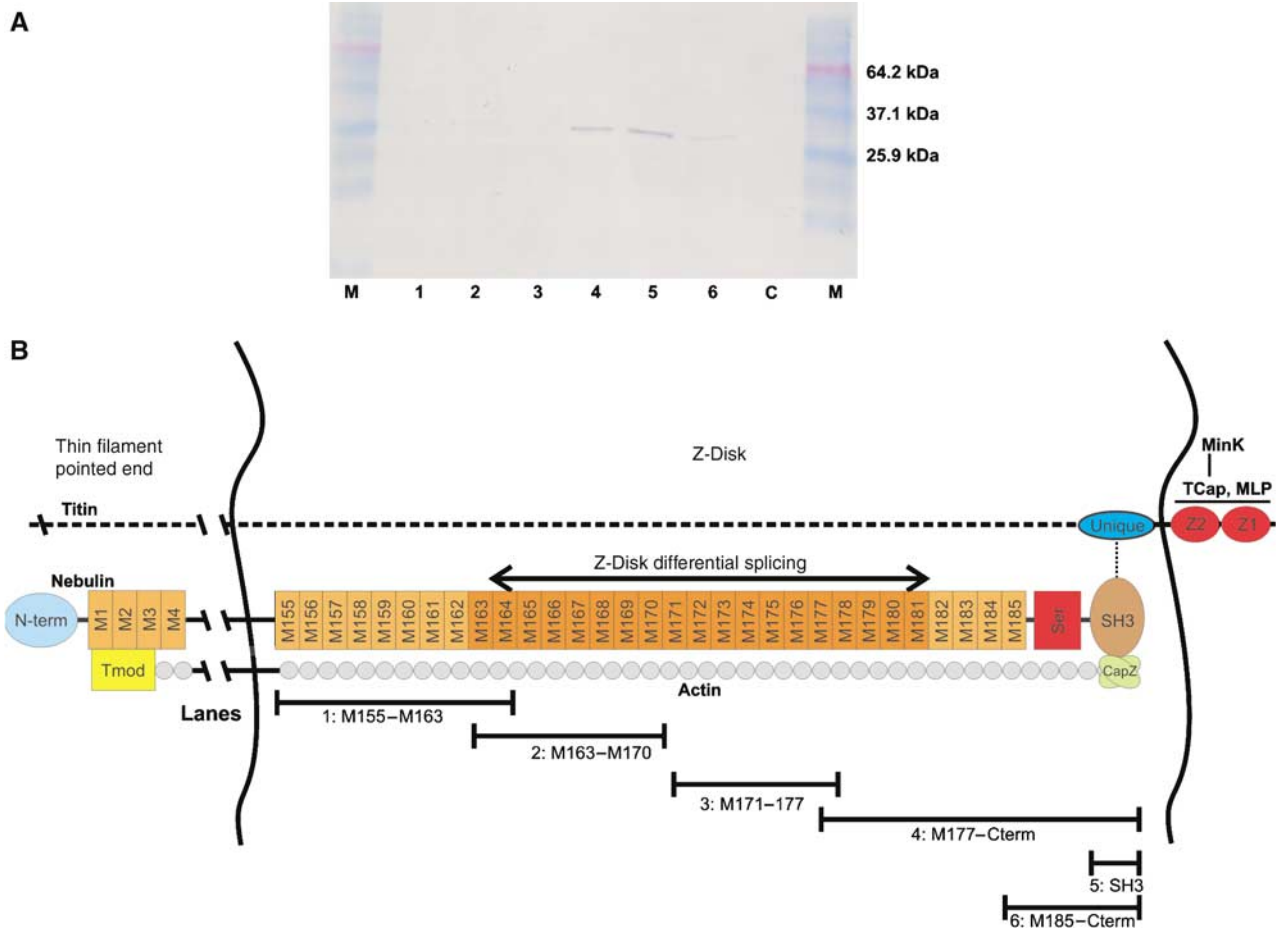 A
64.2 kDa
37.1 kDa
25.9 kDa
M 1 2 3 4 5 6 C M
B
Thin filament
pointed end
Z-Disk
MinK
TCap, MLP
Titin
Unique
Z2
Z1
Z-Disk differential splicing
Nebulin
N-term
M1
M2
M3
M4
M155
M156
M157
M158
M159
M160
M161
M162
M163
M164
M165
M166
M167
M168
M169
M170
M171
M172
M173
M174
M175
M176
M177
M178
M179
M180
M181
M182
M183
M184
M185
Ser
SH3
Tmod
CapZ
Actin
Lanes
1: M155–M163
2: M163–M170
3: M171–177
4: M177–Cterm
5: SH3
6: M185–Cterm